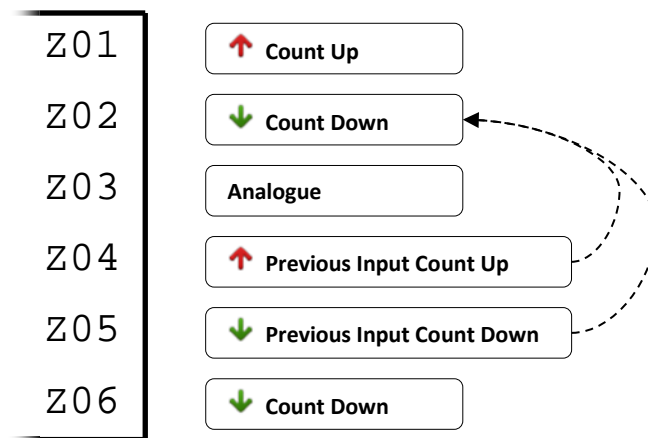 Z01 Count Up
Z02 Count Down
Z03 Analogue
Z04 Previous Input Count Up
Z05 Previous Input Count Down
Z06 Count Down